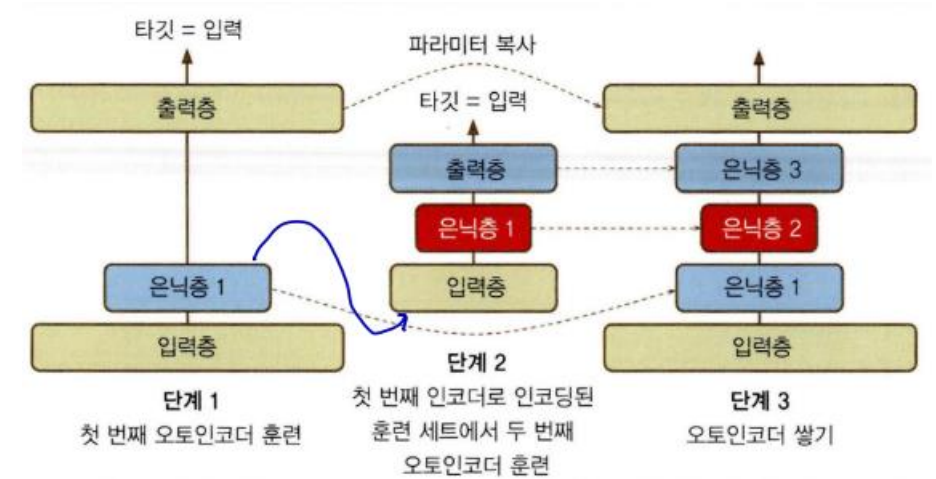 타깃 = 입력
출력층
은닉층 1
입력층
단계 1
첫 번째 오토인코더 훈련
파라미터 복사
타깃 = 입력
출력층
은닉층 1
입력층
단계 2
첫 번째 인코더로 인코딩된
훈련 세트에서 두 번째
오토인코더 훈련
출력층
은닉층 3
은닉층 2
은닉층 1
입력층
단계 3
오토인코더 쌓기